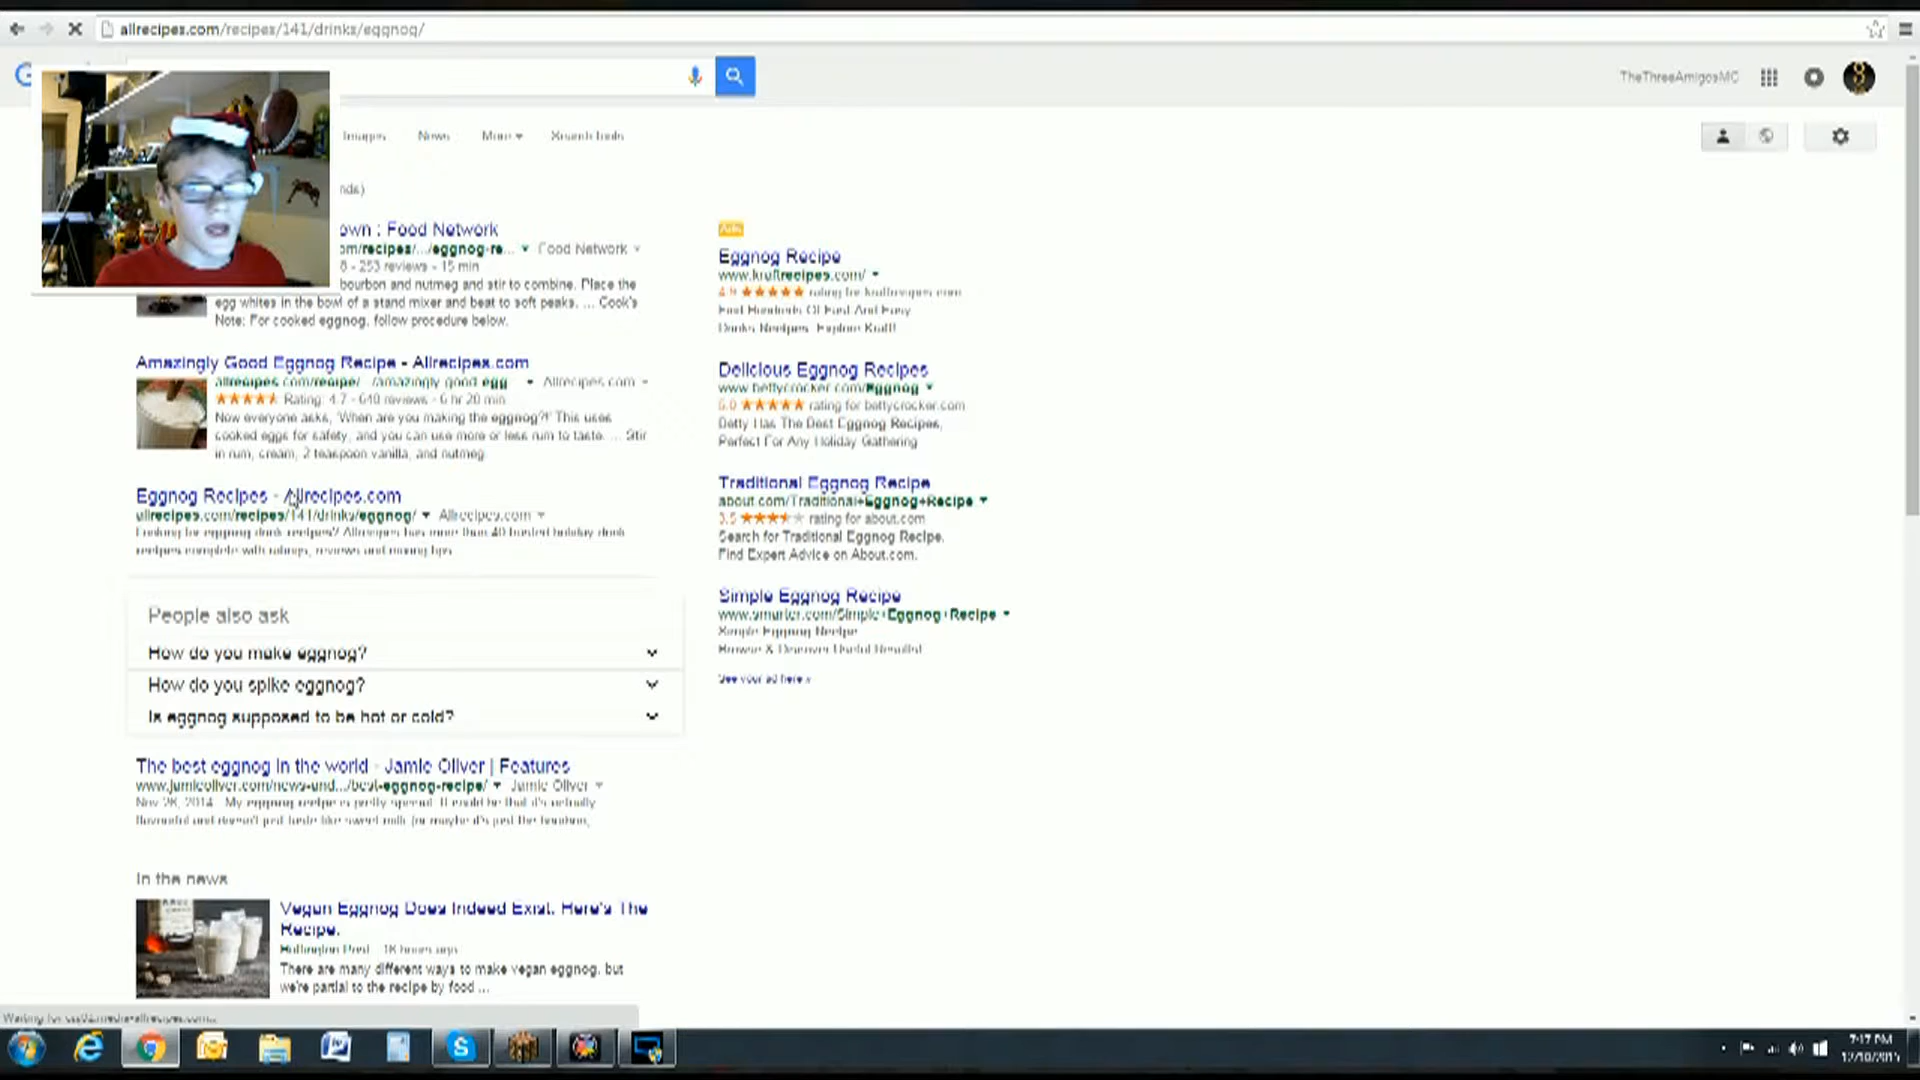 allrecipes.com/recipes/141/drinks/eggnog/
TheThreeAmigosMC
Images News More Search tools
nds)
own : Food Network
om/recipes/.../eggnog-re... Food Network
8 - 253 reviews - 15 min
bourbon and nutmeg and stir to combine. Place the
egg whites in the bowl of a stand mixer and beat to soft peaks. ... Cook's
Note: For cooked eggnog, follow procedure below.
Amazingly Good Eggnog Recipe - Allrecipes.com
allrecipes.com/recipe/ /amazingly good egg Allrecipes.com
Rating: 4.7 - 640 reviews - 6 hr 20 min
Now everyone asks, 'When are you making the eggnog?!' This uses
cooked eggs for safety, and you can use more or less rum to taste. ... Stir
in rum, cream, 2 teaspoon vanilla, and nutmeg
Eggnog Recipes - Allrecipes.com
allrecipes.com/recipes/141/drinks/eggnog/ Allrecipes.com
Looking for eggnog drink recipes? Allrecipes has more than 40 trusted holiday drink
recipes complete with ratings, reviews and mixing tips
People also ask
How do you make eggnog?
How do you spike eggnog?
Is eggnog supposed to be hot or cold?
The best eggnog in the world - Jamie Oliver | Features
www.jamieoliver.com/news-and.../best-eggnog-recipe/ Jamie Oliver
Nov 28, 2014 - My eggnog recipe is pretty special. It could be that it's actually
flavourful and doesn't just taste like sweet milk (or maybe it's just the bourbon,
In the news
Vegan Eggnog Does Indeed Exist. Here's The
Recipe.
Huffington Post - 18 hours ago
There are many different ways to make vegan eggnog, but
we're partial to the recipe by food ...
Ads
Eggnog Recipe
www.kraftrecipes.com/
4.9 rating for kraftrecipes.com
Find Hundreds Of Fast And Easy
Drinks Recipes. Explore Kraft!
Delicious Eggnog Recipes
www.bettycrocker.com/Eggnog
5.0 rating for bettycrocker.com
Betty Has The Best Eggnog Recipes,
Perfect For Any Holiday Gathering
Traditional Eggnog Recipe
about.com/Traditional+Eggnog+Recipe
3.5 rating for about.com
Search for Traditional Eggnog Recipe.
Find Expert Advice on About.com.
Simple Eggnog Recipe
www.smarter.com/Simple+Eggnog+Recipe
Simple Eggnog Recipe
Browse & Discover Useful Results!
See your ad here »
7:17 PM
12/10/2015